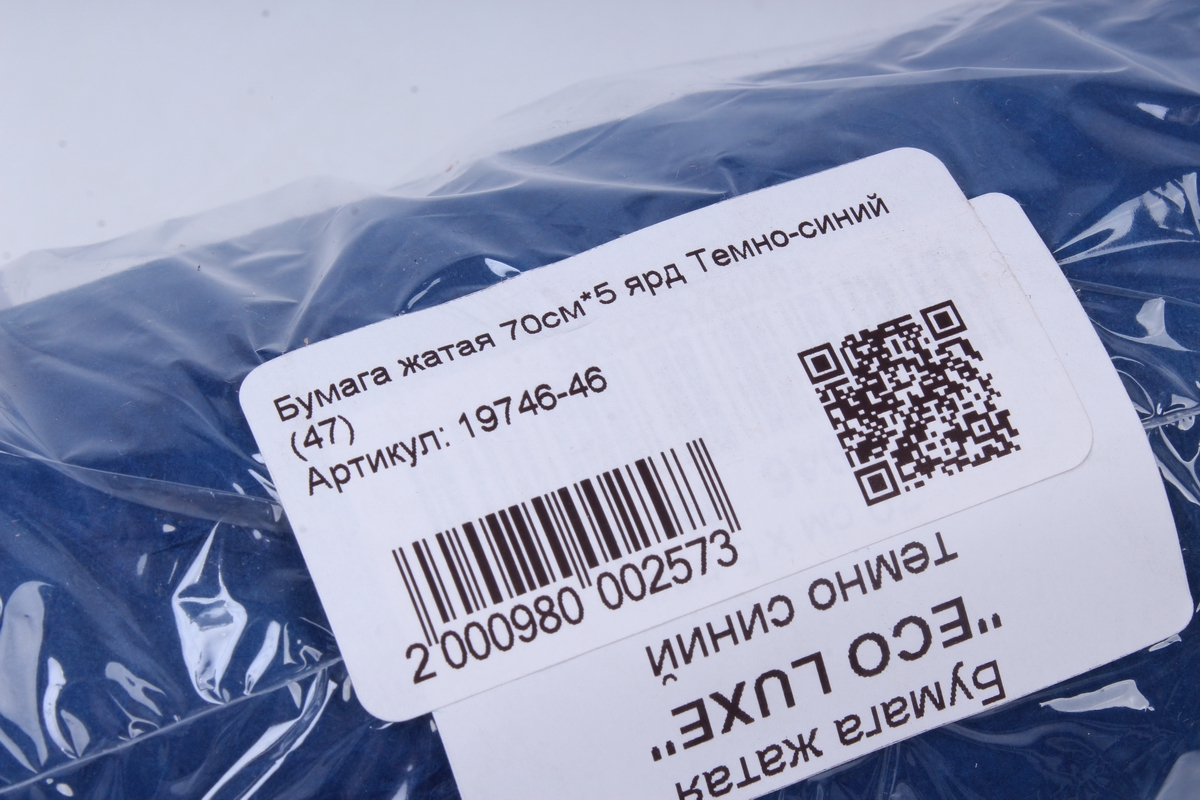 Бумага жатая 70см*5 ярд Темно-синий
(47)
Артикул: 19746-46
2 000980 002573
Бумага жатая
"ECO LUXE"
темно синий